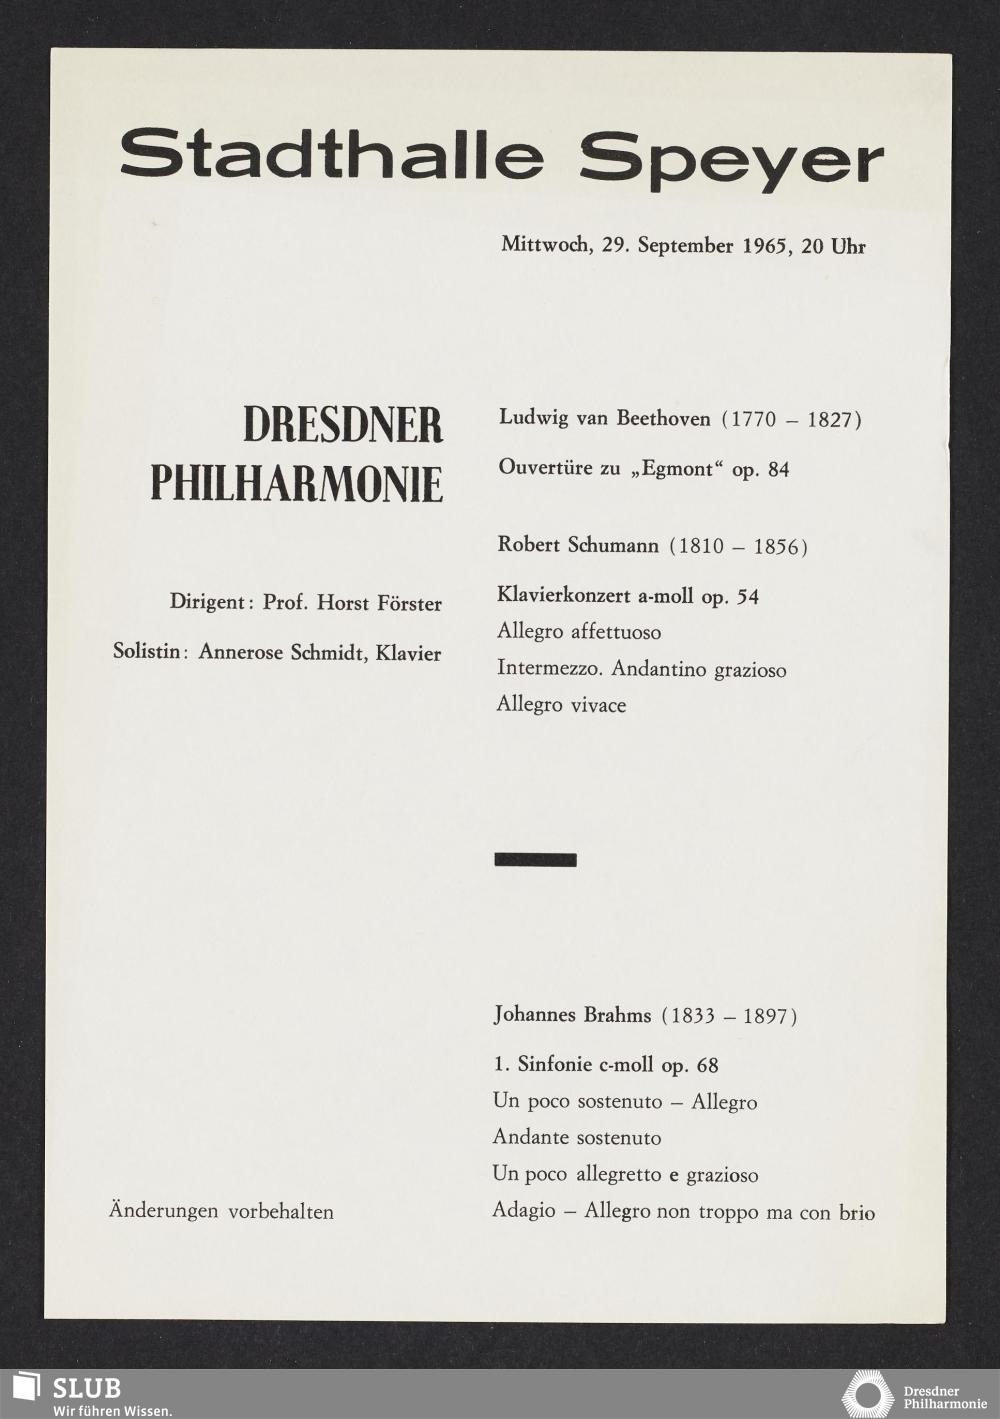 Stadthalle Speyer
Mittwoch, 29. September 1965, 20 Uhr
DRESDNER
PHILHARMONIE
Dirigent: Prof. Horst Förster
Solistin: Annerose Schmidt, Klavier
Ludwig van Beethoven (1770 – 1827)
Ouvertüre zu „Egmont“ op. 84
Robert Schumann (1810 – 1856)
Klavierkonzert a-moll op. 54
Allegro affettuoso
Intermezzo. Andantino grazioso
Allegro vivace
Johannes Brahms (1833 – 1897)
1. Sinfonie c-moll op. 68
Un poco sostenuto – Allegro
Andante sostenuto
Un poco allegretto e grazioso
Adagio – Allegro non troppo ma con brio
Änderungen vorbehalten
SLUB
Wir führen Wissen.
Dresdner
Philharmonie